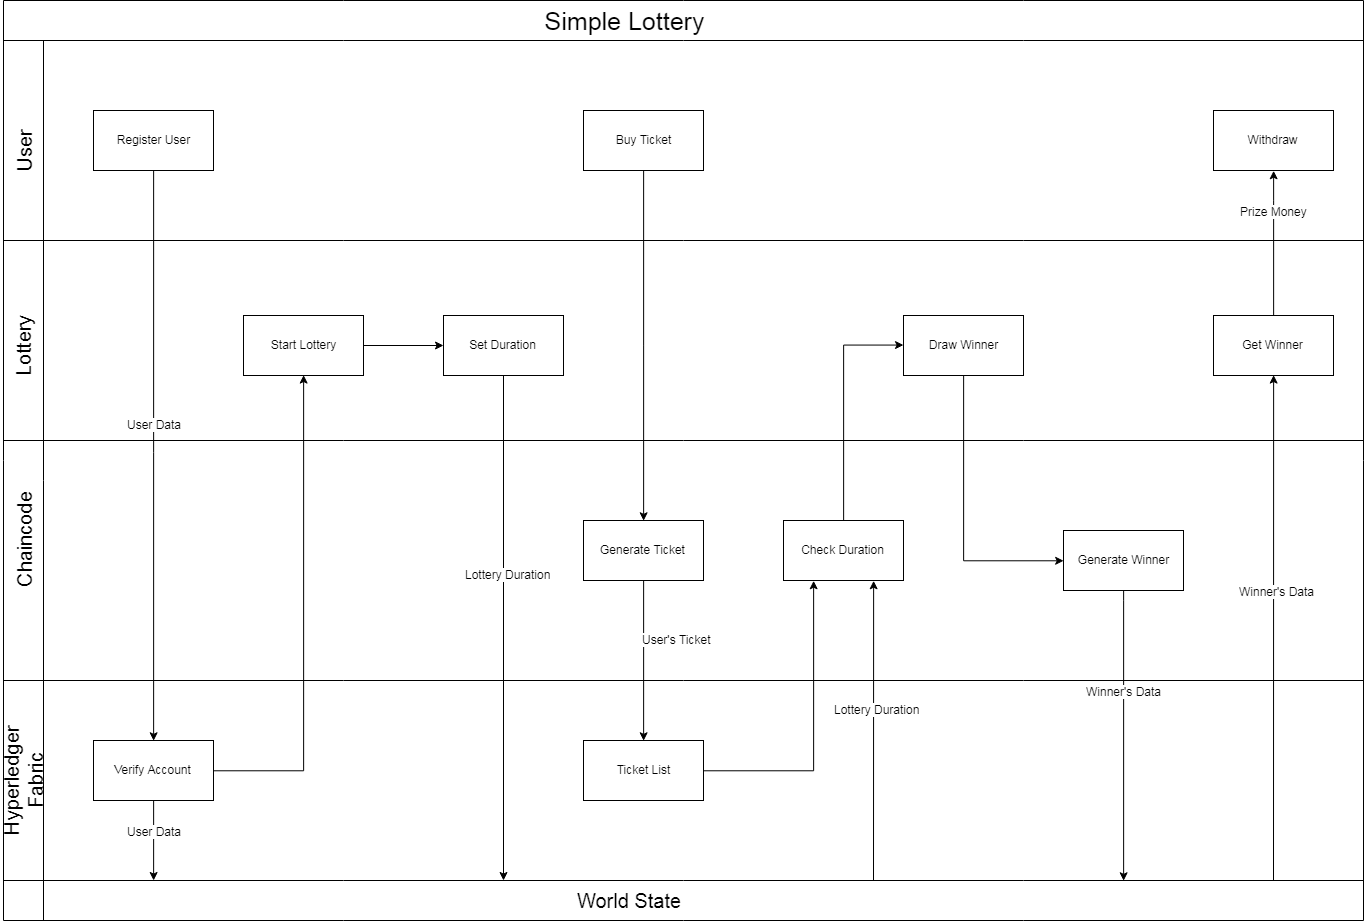 Simple Lottery
User
Register User
Buy Ticket
Withdraw
Prize Money
Lottery
Start Lottery
Set Duration
Draw Winner
Get Winner
User Data
Chaincode
Generate Ticket
Check Duration
Generate Winner
Lottery Duration
Winner's Data
User's Ticket
Winner's Data
Lottery Duration
Hyperledger
Fabric
Verify Account
Ticket List
User Data
World State